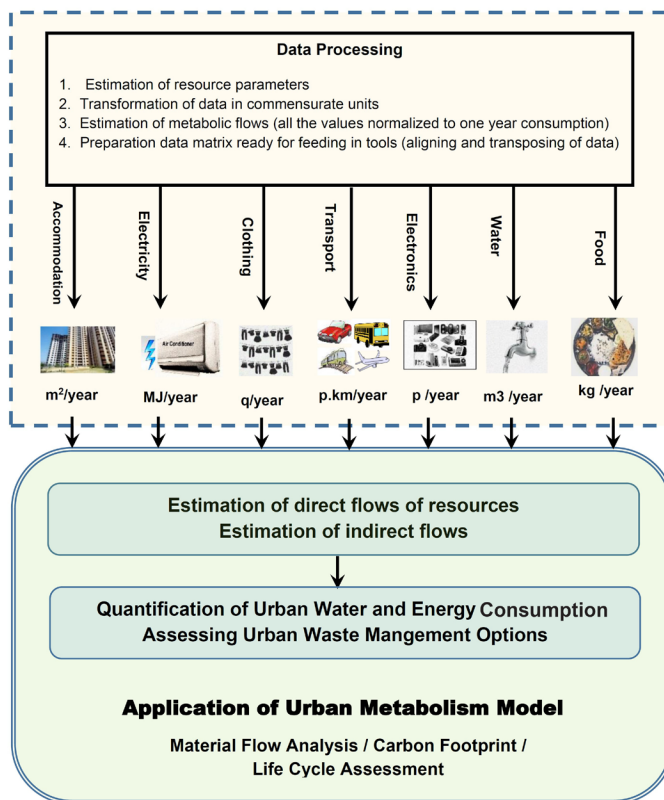 Data Processing
1. Estimation of resource parameters
2. Transformation of data in commensurate units
3. Estimation of metabolic flows (all the values normalized to one year consumption)
4. Preparation data matrix ready for feeding in tools (aligning and transposing of data)
Accommodation
Electricity
Clothing
Transport
Electronics
Water
Food
Air Conditioner
m²/year
MJ/year
q/year
p.km/year
p /year
m3 /year
kg /year
Estimation of direct flows of resources
Estimation of indirect flows
Quantification of Urban Water and Energy Consumption
Assessing Urban Waste Mangement Options
Application of Urban Metabolism Model
Material Flow Analysis / Carbon Footprint /
Life Cycle Assessment